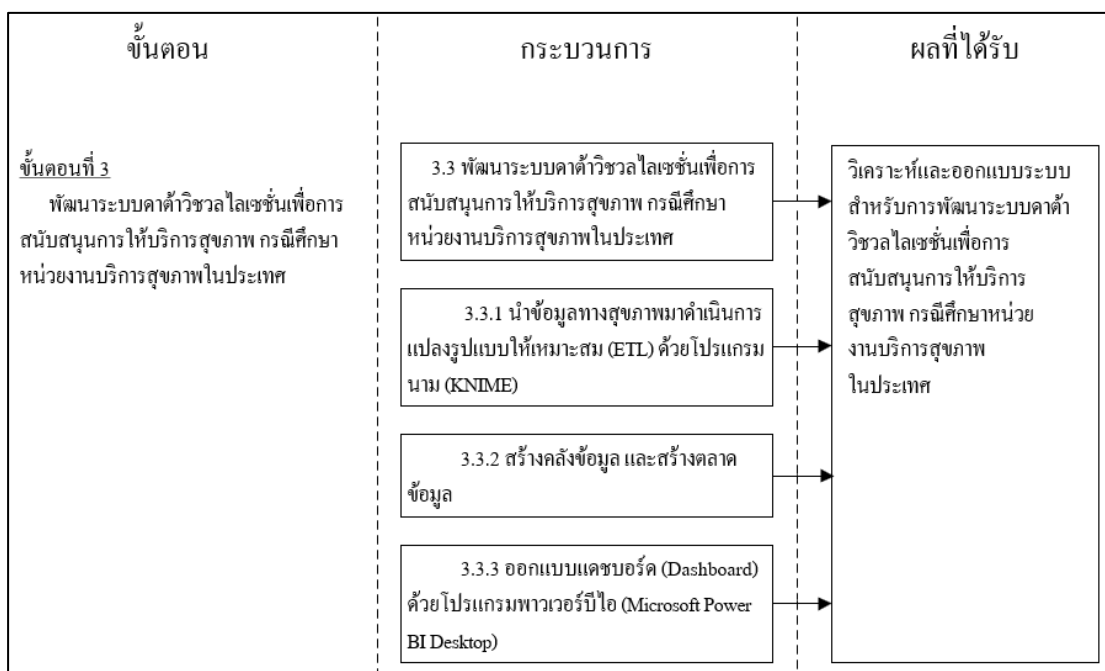 ขั้นตอน
กระบวนการ
ผลที่ได้รับ
ขั้นตอนที่ 3
พัฒนาระบบดาต้าวิชวลไลเซชั่นเพื่อการ
สนับสนุนการให้บริการสุขภาพ กรณีศึกษา
หน่วยงานบริการสุขภาพในประเทศ
3.3 พัฒนาระบบดาต้าวิชวลไลเซชั่นเพื่อการ
สนับสนุนการให้บริการสุขภาพ กรณีศึกษา
หน่วยงานบริการสุขภาพในประเทศ
3.3.1 นำข้อมูลทางสุขภาพมาดำเนินการ
แปลงรูปแบบให้เหมาะสม (ETL) ด้วยโปรแกรม
นาม (KNIME)
3.3.2 สร้างคลังข้อมูล และสร้างตลาด
ข้อมูล
3.3.3 ออกแบบแดชบอร์ด (Dashboard)
ด้วยโปรแกรมพาวเวอร์บีไอ (Microsoft Power
BI Desktop)
วิเคราะห์และออกแบบระบบ
สำหรับการพัฒนาระบบดาต้า
วิชวลไลเซชั่นเพื่อการ
สนับสนุนการให้บริการ
สุขภาพ กรณีศึกษาหน่วย
งานบริการสุขภาพ
ในประเทศ